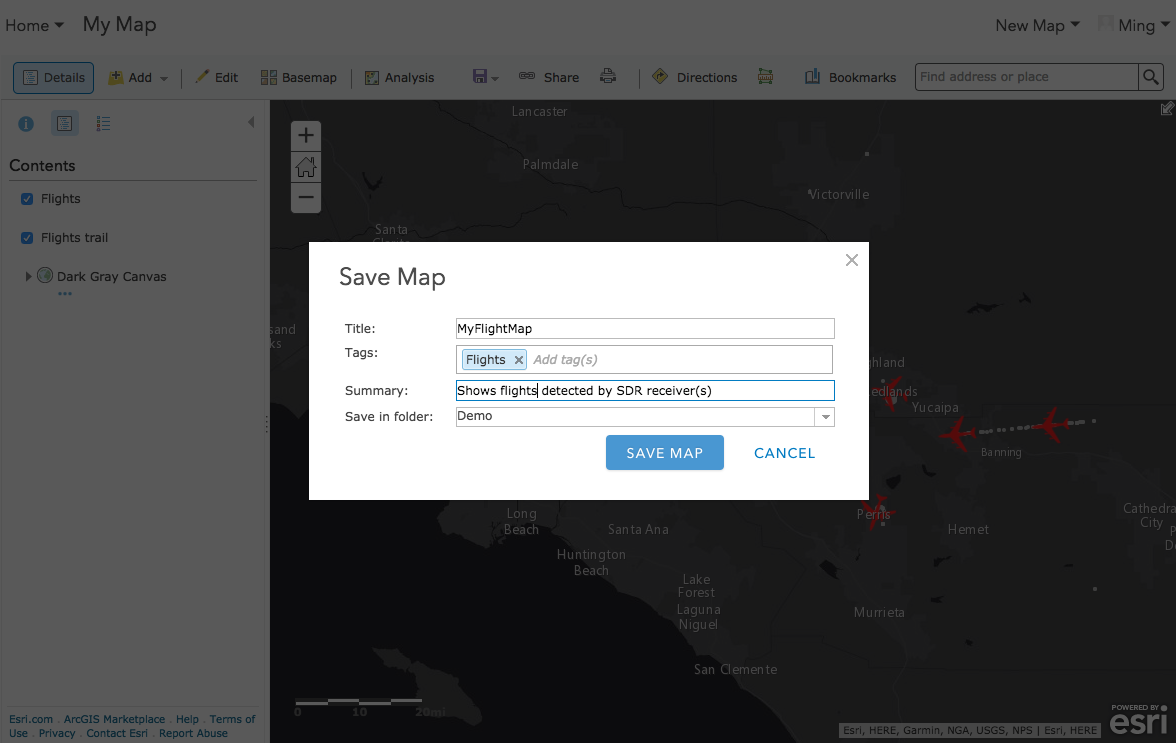 Home My Map New Map Ming
Details Add Edit Basemap Analysis Share Directions Bookmarks Find address or place
Contents
Flights
Flights trail
Dark Gray Canvas
Esri.com . ArcGIS Marketplace . Help . Terms of
Use . Privacy . Contact Esri . Report Abuse
Lancaster
Palmdale
Victorville
Santa
Save Map
Title: MyFlightMap
Tags: Flights Add tag(s)
Summary: Shows flights detected by SDR receiver(s)
Save in folder: Demo
SAVE MAP CANCEL
sand
ks
hland
edlands
Yucaipa
Banning
Perris
Hemet
Cathedra
City
P
De
Long
Beach
Santa Ana
Huntington
Beach
Lake
Forest
Laguna
Niguel
Murrieta
San Clemente
0 10 20mi
Esri, HERE, Garmin, NGA, USGS, NPS | Esri, HERE
POWERED BY
esri